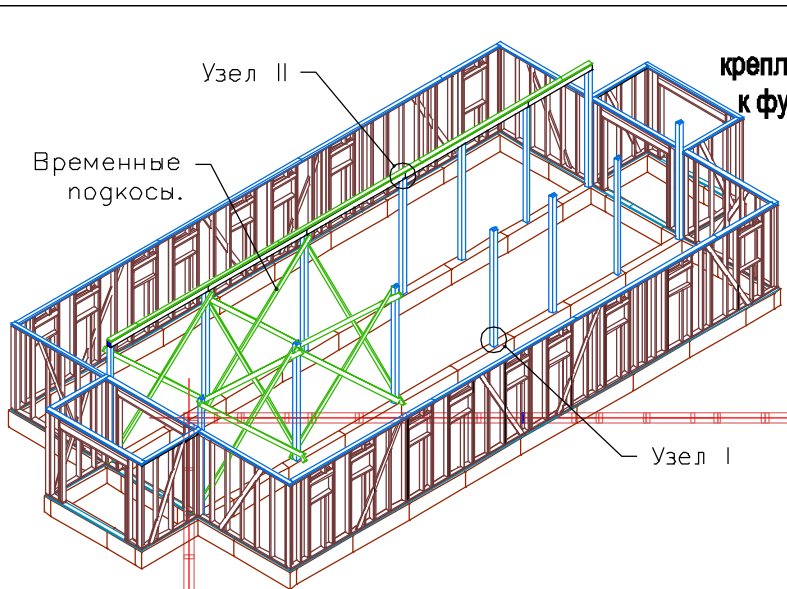 Узел II
крепл
к фу
Временные
подкосы.
Узел I